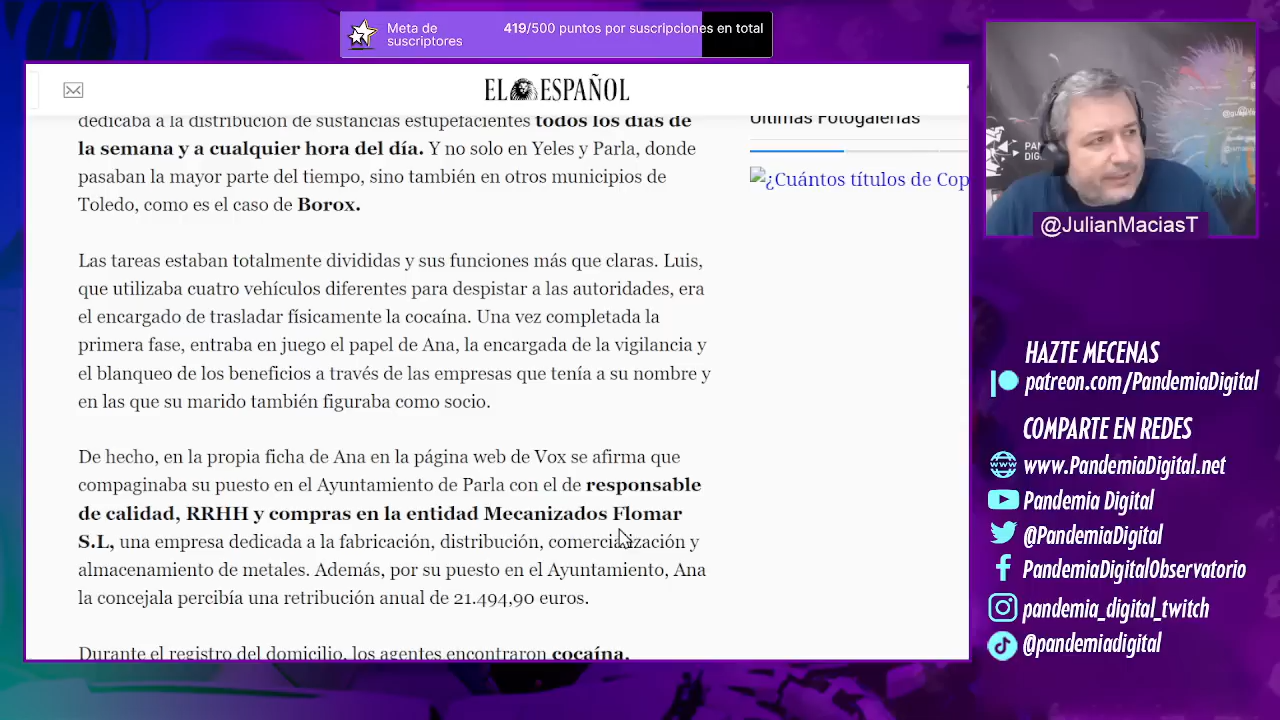 Meta de
suscriptores
419/500 puntos por suscripciones en total
EL ESPAÑOL
dedicaba a la distribución de sustancias estupefacientes todos los días de
la semana y a cualquier hora del día. Y no solo en Yeles y Parla, donde
pasaban la mayor parte del tiempo, sino también en otros municipios de
Toledo, como es el caso de Borox.
Las tareas estaban totalmente divididas y sus funciones más que claras. Luis,
que utilizaba cuatro vehículos diferentes para despistar a las autoridades, era
el encargado de trasladar físicamente la cocaína. Una vez completada la
primera fase, entraba en juego el papel de Ana, la encargada de la vigilancia y
el blanqueo de los beneficios a través de las empresas que tenía a su nombre y
en las que su marido también figuraba como socio.
De hecho, en la propia ficha de Ana en la página web de Vox se afirma que
compaginaba su puesto en el Ayuntamiento de Parla con el de responsable
de calidad, RRHH y compras en la entidad Mecanizados Flomar
S.L, una empresa dedicada a la fabricación, distribución, comercialización y
almacenamiento de metales. Además, por su puesto en el Ayuntamiento, Ana
la concejala percibía una retribución anual de 21.494,90 euros.
Durante el registro del domicilio, los agentes encontraron cocaína,
Últimas Fotogalerías
¿Cuántos títulos de Cop
PAN
DIG
@JulianMaciasT
HAZTE MECENAS
patreon.com/PandemiaDigital
COMPARTE EN REDES
www.PandemiaDigital.net
Pandemia Digital
@PandemiaDigital
PandemiaDigitalObservatorio
pandemia_digital_twitch
@pandemiadigital